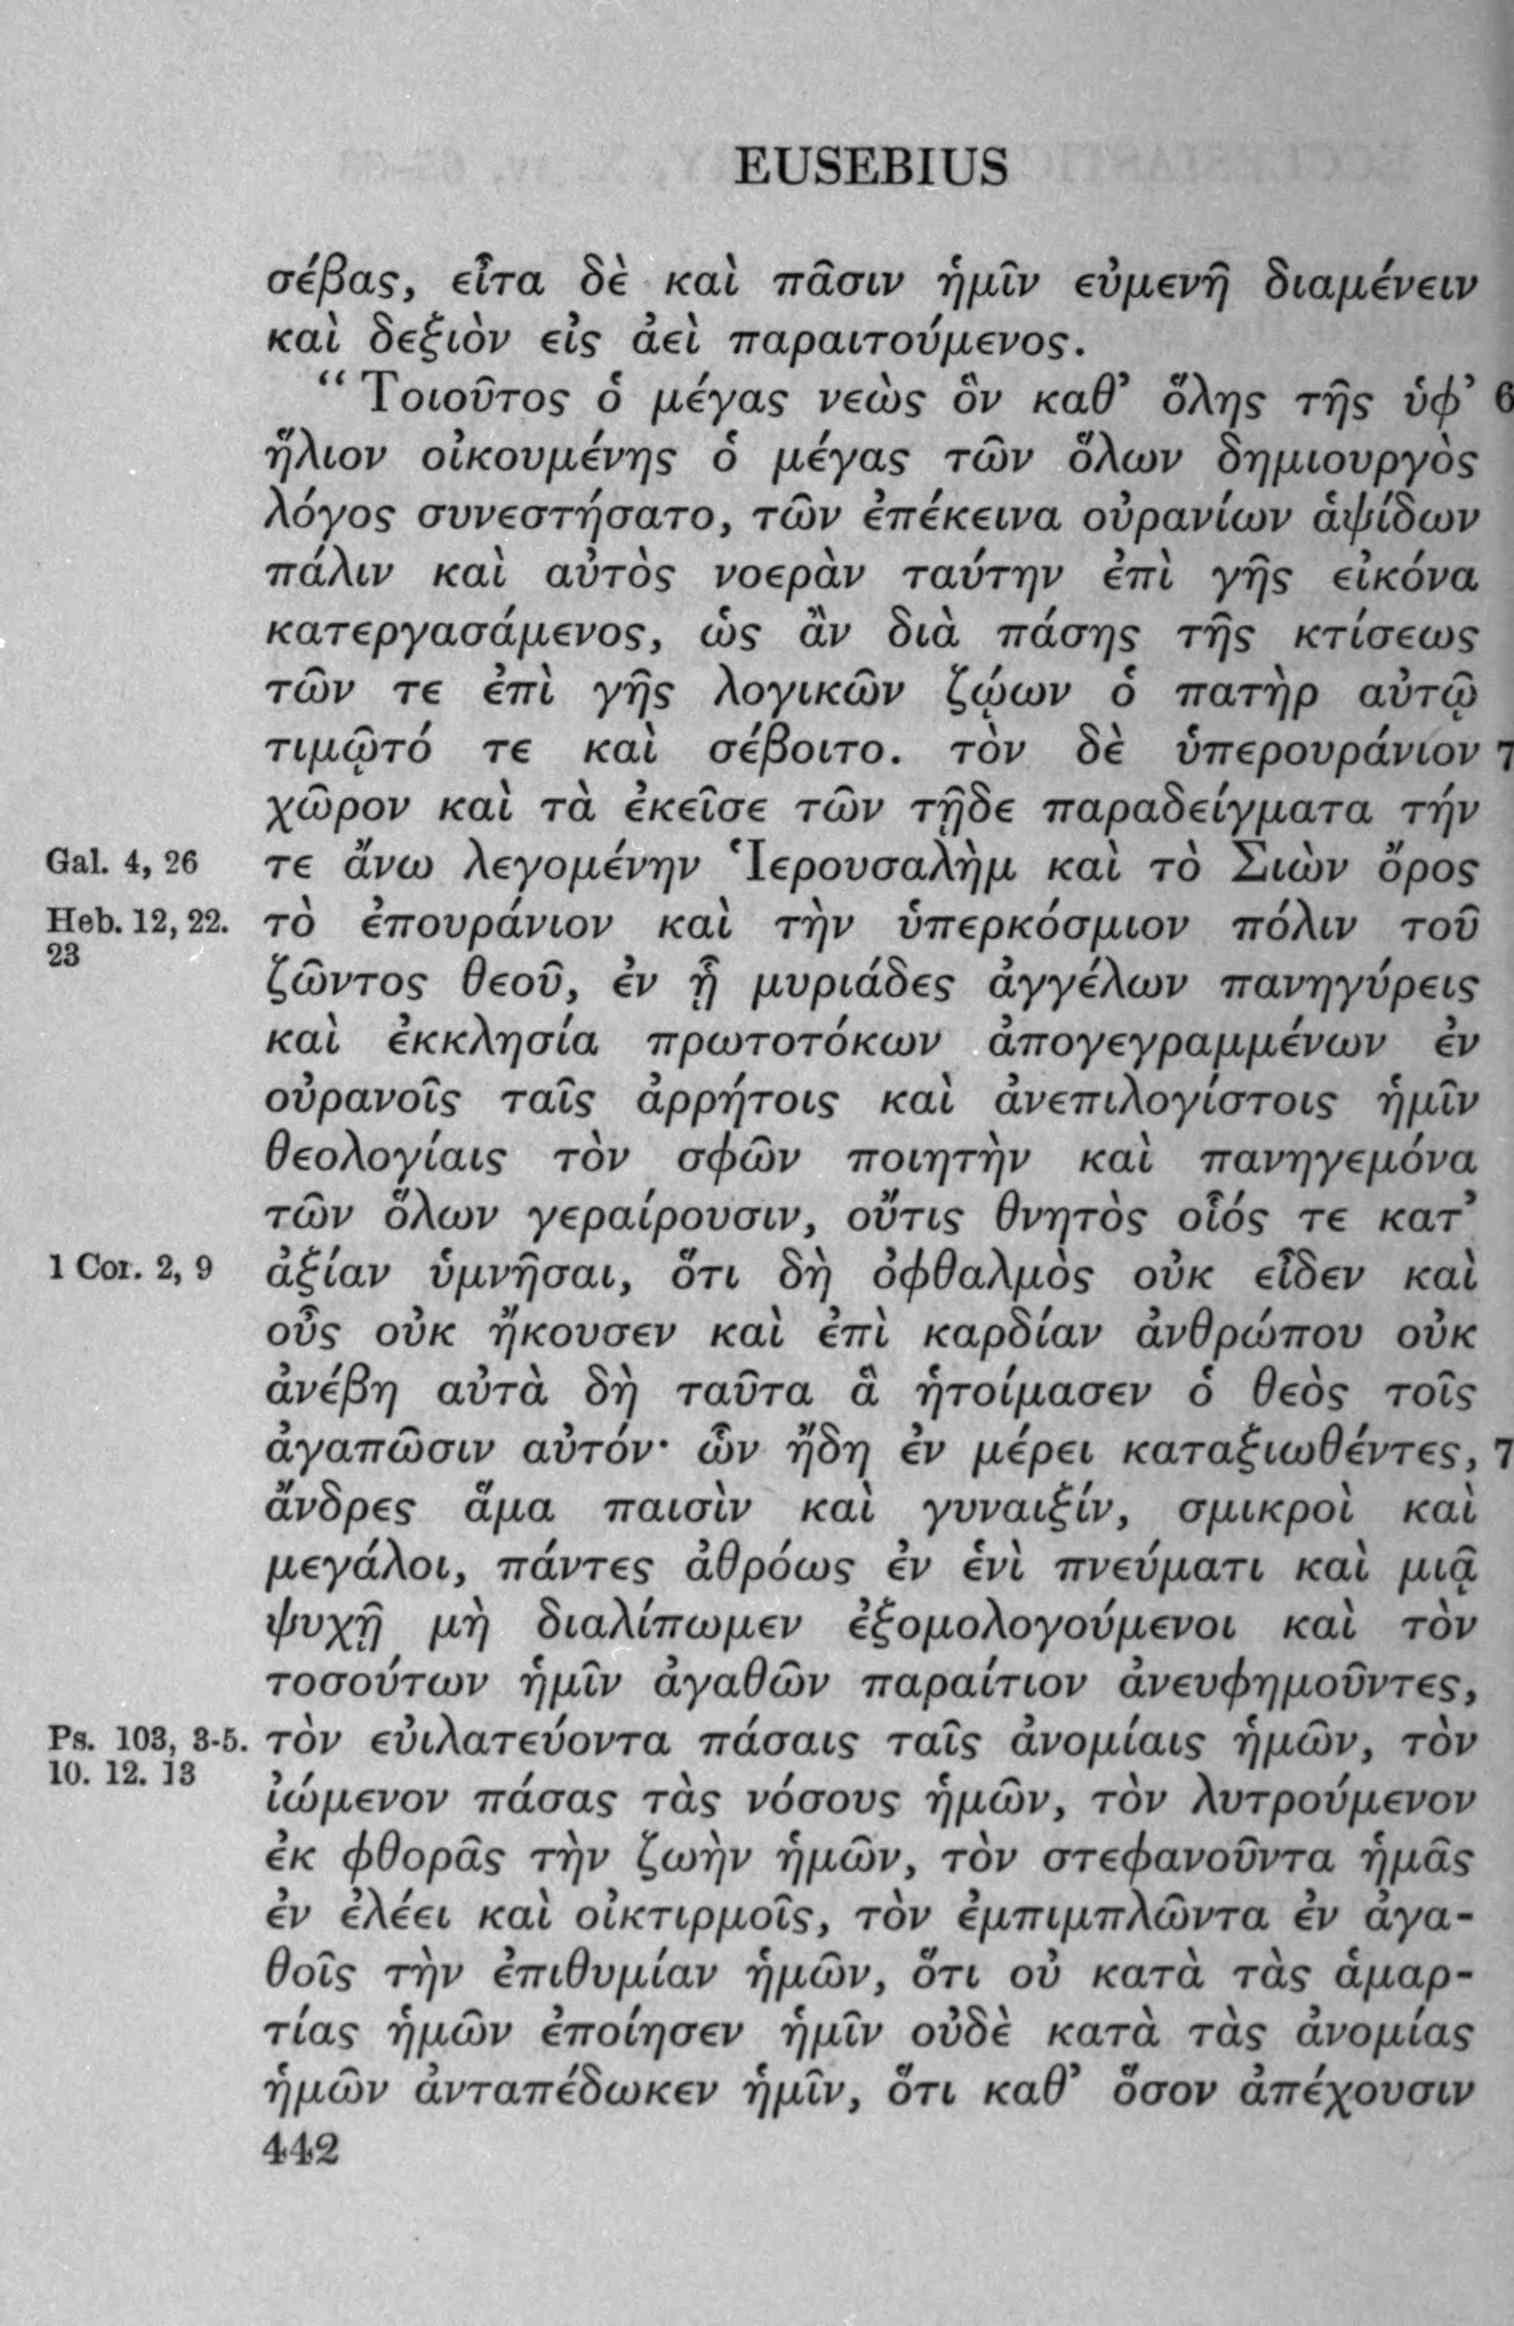 EUSEBIUS
σέβας, εἶτα δὲ καὶ πᾶσιν ἡμῖν εὐμενῆ διαμένειν
καὶ δεξιὸν εἰς ἀεὶ παραιτούμενος.
“ Τοιοῦτος ὁ μέγας νεὼς ὃν καθ’ ὅλης τῆς ὑφ’ 6
ἥλιον οἰκουμένης ὁ μέγας τῶν ὅλων δημιουργὸς
λόγος συνεστήσατο, τῶν ἐπέκεινα οὐρανίων ἁψίδων
πάλιν καὶ αὐτὸς νοερὰν ταύτην ἐπὶ γῆς εἰκόνα
κατεργασάμενος, ὡς ἂν διὰ πάσης τῆς κτίσεως
τῶν τε ἐπὶ γῆς λογικῶν ζῴων ὁ πατὴρ αὐτῷ
τιμῷτό τε καὶ σέβοιτο. τὸν δὲ ὑπερουράνιον 7
χῶρον καὶ τὰ ἐκεῖσε τῶν τῇδε παραδείγματα τήν
Gal. 4, 26 τε ἄνω λεγομένην Ἱερουσαλὴμ καὶ τὸ Σιὼν ὄρος
Heb. 12, 22. τὸ ἐπουράνιον καὶ τὴν ὑπερκόσμιον πόλιν τοῦ
23
ζῶντος θεοῦ, ἐν ᾗ μυριάδες ἀγγέλων πανηγύρεις
καὶ ἐκκλησία πρωτοτόκων ἀπογεγραμμένων ἐν
οὐρανοῖς ταῖς ἀρρήτοις καὶ ἀνεπιλογίστοις ἡμῖν
θεολογίαις τὸν σφῶν ποιητὴν καὶ πανηγεμόνα
τῶν ὅλων γεραίρουσιν, οὔτις θνητὸς οἷός τε κατ’
1 Cor. 2, 9 ἀξίαν ὑμνῆσαι, ὅτι δὴ ὀφθαλμὸς οὐκ εἶδεν καὶ
οὖς οὐκ ἤκουσεν καὶ ἐπὶ καρδίαν ἀνθρώπου οὐκ
ἀνέβη αὐτὰ δὴ ταῦτα ἃ ἡτοίμασεν ὁ θεὸς τοῖς
ἀγαπῶσιν αὐτόν· ὧν ἤδη ἐν μέρει καταξιωθέντες, 7
ἄνδρες ἅμα παισὶν καὶ γυναιξίν, σμικροὶ καὶ
μεγάλοι, πάντες ἀθρόως ἐν ἑνὶ πνεύματι καὶ μιᾷ
ψυχῇ μὴ διαλίπωμεν ἐξομολογούμενοι καὶ τὸν
τοσούτων ἡμῖν ἀγαθῶν παραίτιον ἀνευφημοῦντες,
Ps. 103, 3-5. τὸν εὐιλατεύοντα πάσαις ταῖς ἀνομίαις ἡμῶν, τὸν
10. 12. 13
ἰώμενον πάσας τὰς νόσους ἡμῶν, τὸν λυτρούμενον
ἐκ φθορᾶς τὴν ζωὴν ἡμῶν, τὸν στεφανοῦντα ἡμᾶς
ἐν ἐλέει καὶ οἰκτιρμοῖς, τὸν ἐμπιμπλῶντα ἐν ἀγα-
θοῖς τὴν ἐπιθυμίαν ἡμῶν, ὅτι οὐ κατὰ τὰς ἁμαρ-
τίας ἡμῶν ἐποίησεν ἡμῖν οὐδὲ κατὰ τὰς ἀνομίας
ἡμῶν ἀνταπέδωκεν ἡμῖν, ὅτι καθ’ ὅσον ἀπέχουσιν
442